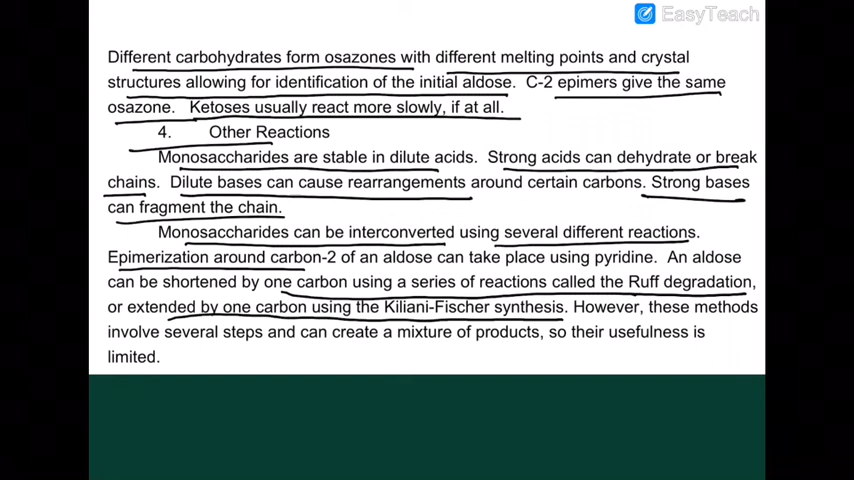 EasyTeach
Different carbohydrates form osazones with different melting points and crystal
structures allowing for identification of the initial aldose. C-2 epimers give the same
osazone. Ketoses usually react more slowly, if at all.
4. Other Reactions
Monosaccharides are stable in dilute acids. Strong acids can dehydrate or break
chains. Dilute bases can cause rearrangements around certain carbons. Strong bases
can fragment the chain.
Monosaccharides can be interconverted using several different reactions.
Epimerization around carbon-2 of an aldose can take place using pyridine. An aldose
can be shortened by one carbon using a series of reactions called the Ruff degradation,
or extended by one carbon using the Kiliani-Fischer synthesis. However, these methods
involve several steps and can create a mixture of products, so their usefulness is
limited.